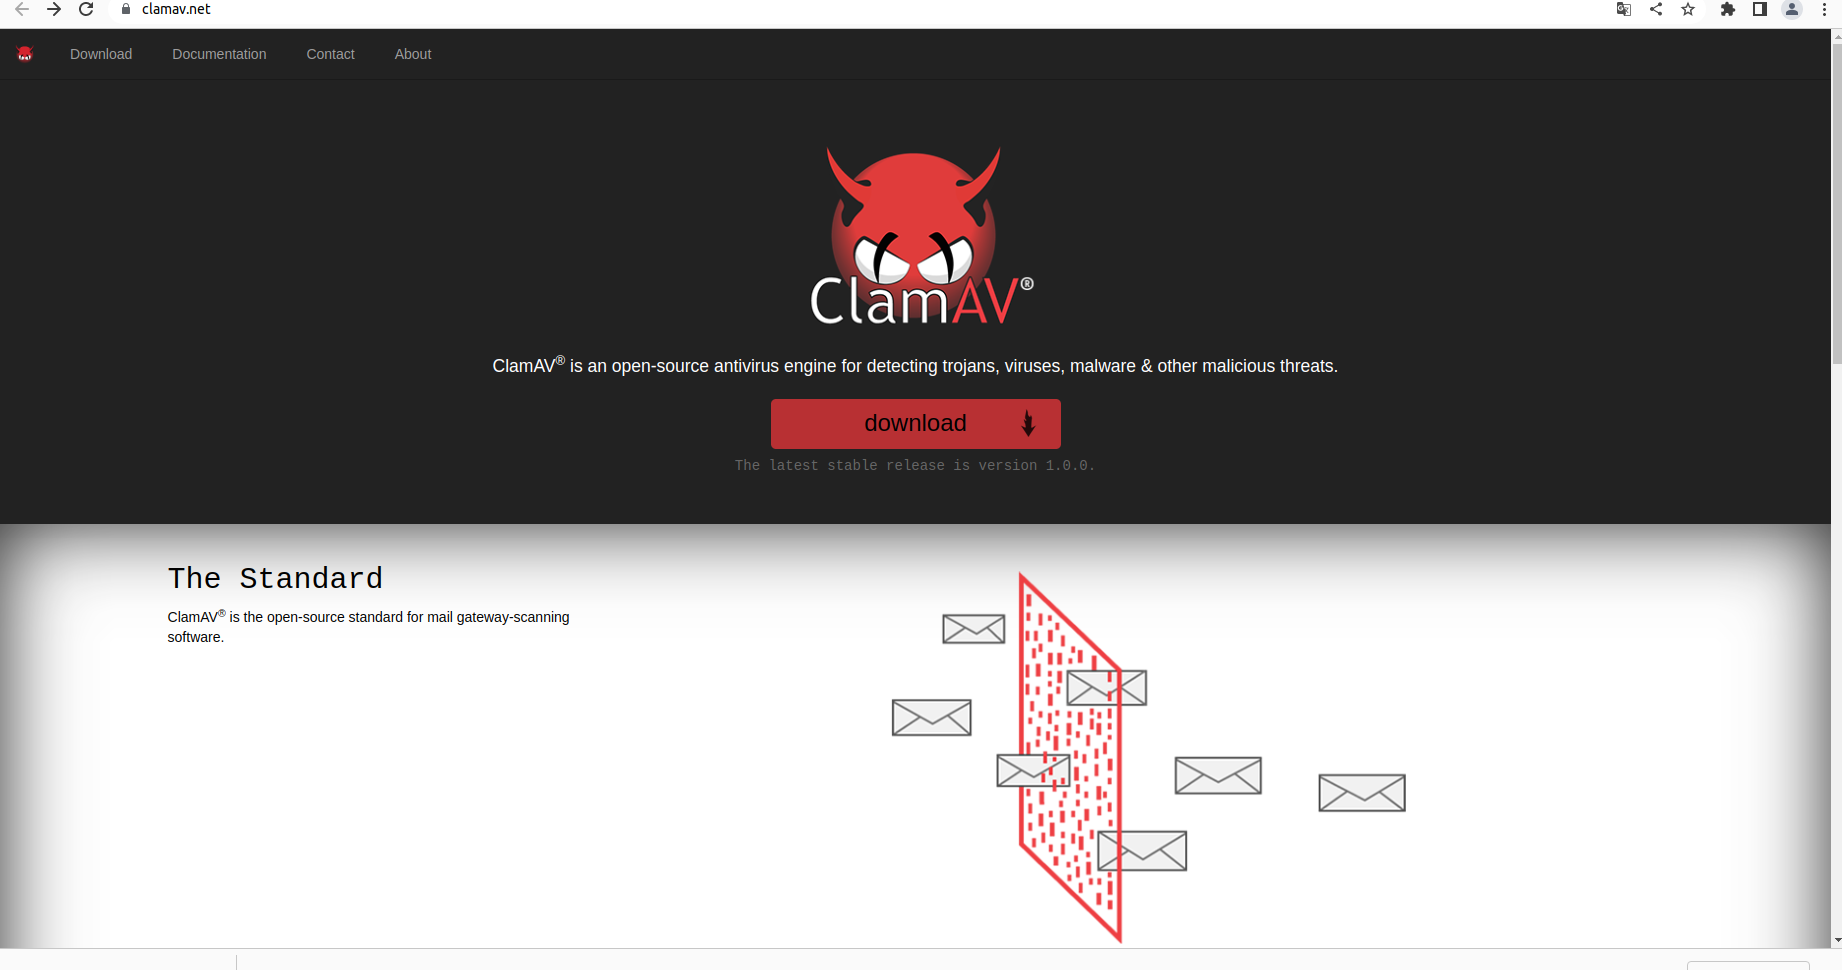 clamav.net
Download Documentation Contact About
ClamAV®
ClamAV® is an open-source antivirus engine for detecting trojans, viruses, malware & other malicious threats.
download
The latest stable release is version 1.0.0.
The Standard
ClamAV® is the open-source standard for mail gateway-scanning
software.